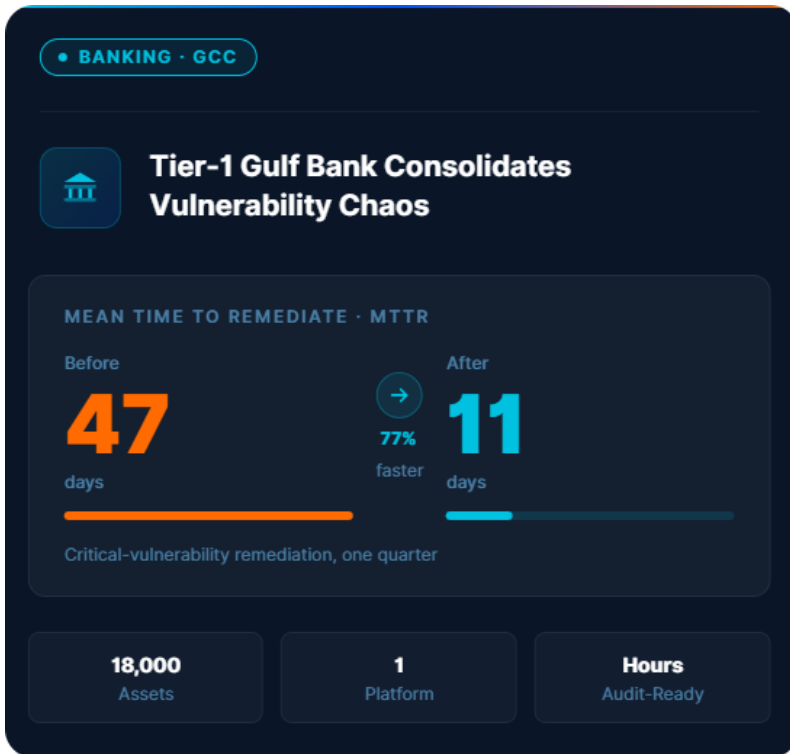 BANKING · GCC
Tier-1 Gulf Bank Consolidates
Vulnerability Chaos
MEAN TIME TO REMEDIATE · MTTR
Before
47
days
77%
faster
After
11
days
Critical-vulnerability remediation, one quarter
18,000
Assets
1
Platform
Hours
Audit-Ready